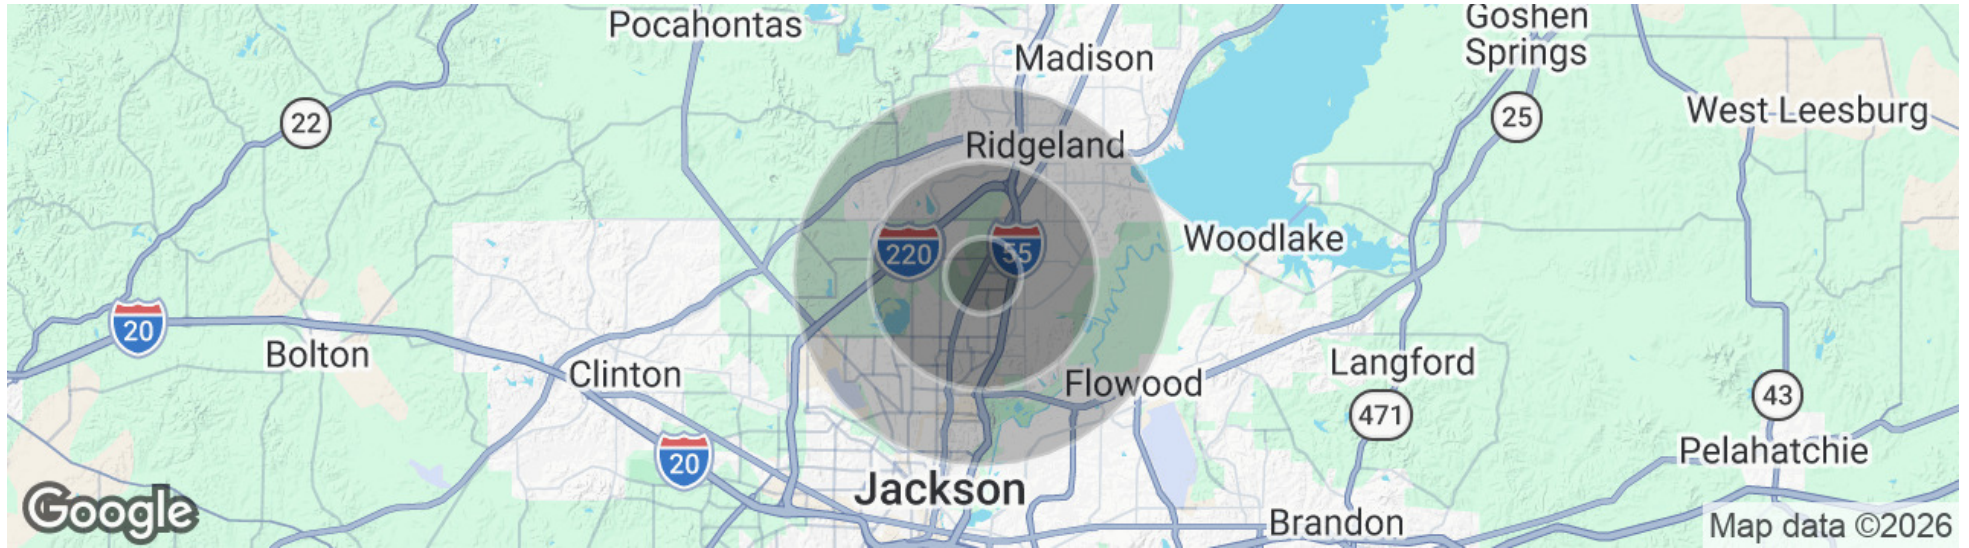 Pocahontas
Goshen
Springs
Madison
22
25
West Leesburg
Ridgeland
220
55
Woodlake
20
Bolton
Clinton
Langford
Flowood
471
43
20
Pelahatchie
Jackson
Google
Brandon
Map data ©2026